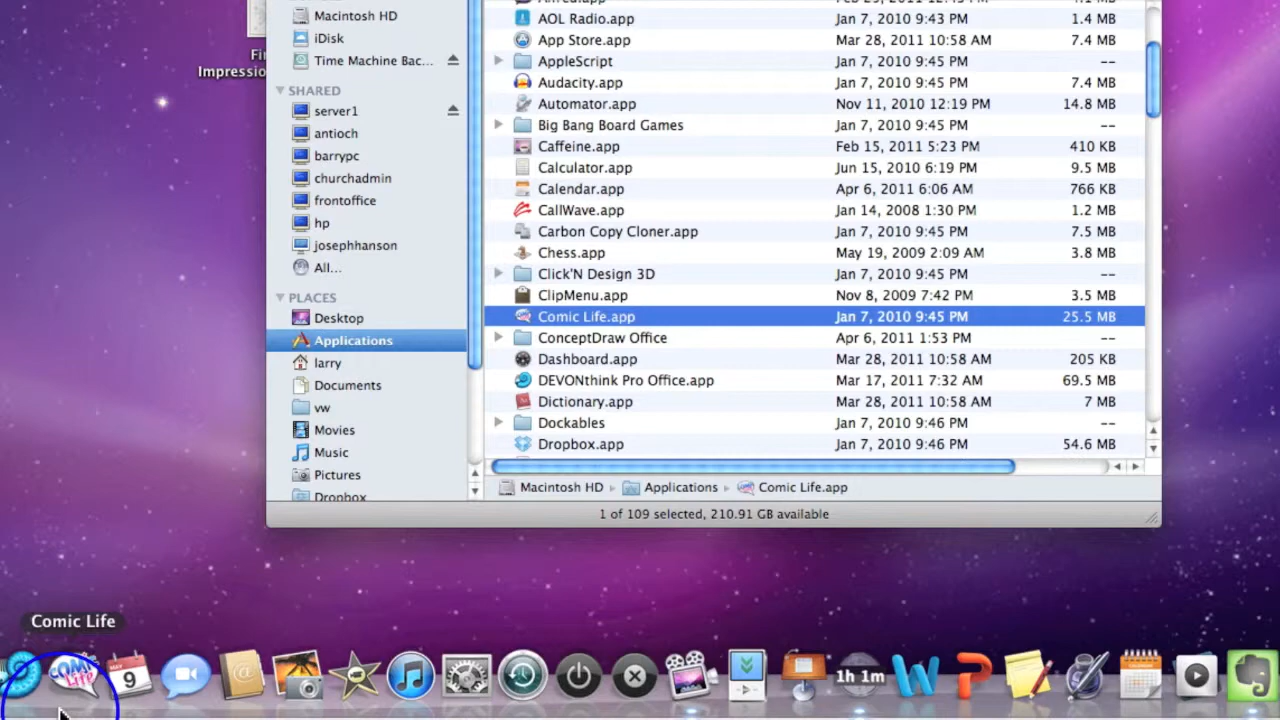 Fir
Impressio
Macintosh HD
iDisk
Time Machine Bac...
SHARED
server1
antioch
barrypc
churchadmin
frontoffice
hp
josephhanson
All...
PLACES
Desktop
Applications
larry
Documents
vw
Movies
Music
Pictures
Dropbox
AOL Radio.app Jan 7, 2010 9:43 PM 1.4 MB
App Store.app Mar 28, 2011 10:58 AM 7.4 MB
AppleScript Jan 7, 2010 9:45 PM --
Audacity.app Jan 7, 2010 9:45 PM 7.4 MB
Automator.app Nov 11, 2010 12:19 PM 14.8 MB
Big Bang Board Games Jan 7, 2010 9:45 PM --
Caffeine.app Feb 15, 2011 5:23 PM 410 KB
Calculator.app Jun 15, 2010 6:19 PM 9.5 MB
Calendar.app Apr 6, 2011 6:06 AM 766 KB
CallWave.app Jan 14, 2008 1:30 PM 1.2 MB
Carbon Copy Cloner.app Jan 7, 2010 9:45 PM 7.5 MB
Chess.app May 19, 2009 2:09 AM 3.8 MB
Click'N Design 3D Jan 7, 2010 9:45 PM --
ClipMenu.app Nov 8, 2009 7:42 PM 3.5 MB
Comic Life.app Jan 7, 2010 9:45 PM 25.5 MB
ConceptDraw Office Apr 6, 2011 1:53 PM --
Dashboard.app Mar 28, 2011 10:58 AM 205 KB
DEVONthink Pro Office.app Mar 17, 2011 7:32 AM 69.5 MB
Dictionary.app Mar 28, 2011 10:58 AM 7 MB
Dockables Jan 7, 2010 9:46 PM --
Dropbox.app Jan 7, 2010 9:46 PM 54.6 MB
Macintosh HD Applications Comic Life.app
1 of 109 selected, 210.91 GB available
Comic Life
COMIC
LIFE
MAY
9
1h 1m